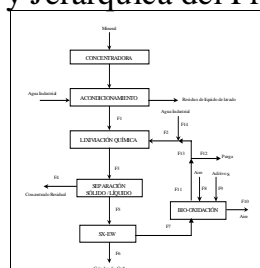 y Jerárquica del Pr
Mineral
CONCENTRADORA
Agua Industrial
ACONDICIONAMIENTO
Residuo de líquido de lavado
F1
Agua Industrial
F14
F2
LIXIVIACIÓN QUÍMICA
F13
F12
Purga
F3
Aire
Aditivos
F4
SEPARACIÓN
SÓLIDO / LÍQUIDO
Concentrado Residual
F11
F8
F9
F5
BIO-OXIDACIÓN
F10
Aire
SX-EW
F7
F6